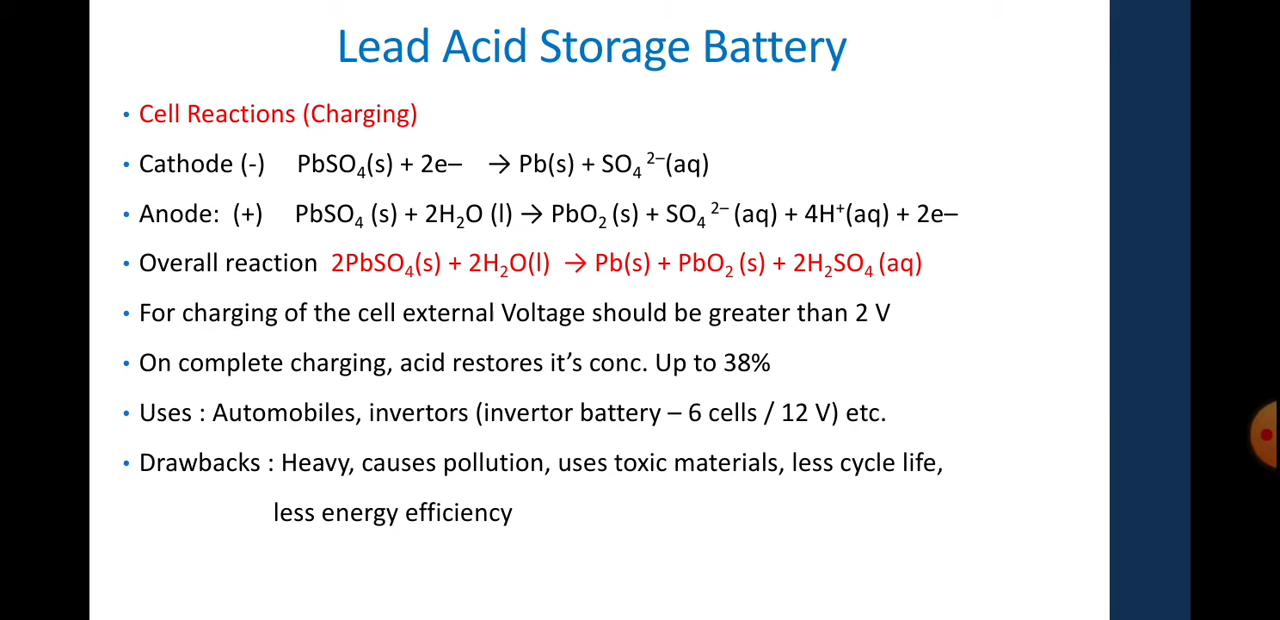 Lead Acid Storage Battery
• Cell Reactions (Charging)
• Cathode (-) PbSO₄(s) + 2e– → Pb(s) + SO₄ ²⁻(aq)
• Anode: (+) PbSO₄ (s) + 2H₂O (l) → PbO₂ (s) + SO₄ ²⁻ (aq) + 4H⁺(aq) + 2e–
• Overall reaction 2PbSO₄(s) + 2H₂O(l) → Pb(s) + PbO₂ (s) + 2H₂SO₄ (aq)
• For charging of the cell external Voltage should be greater than 2 V
• On complete charging, acid restores it’s conc. Up to 38%
• Uses : Automobiles, invertors (invertor battery – 6 cells / 12 V) etc.
• Drawbacks : Heavy, causes pollution, uses toxic materials, less cycle life,
less energy efficiency